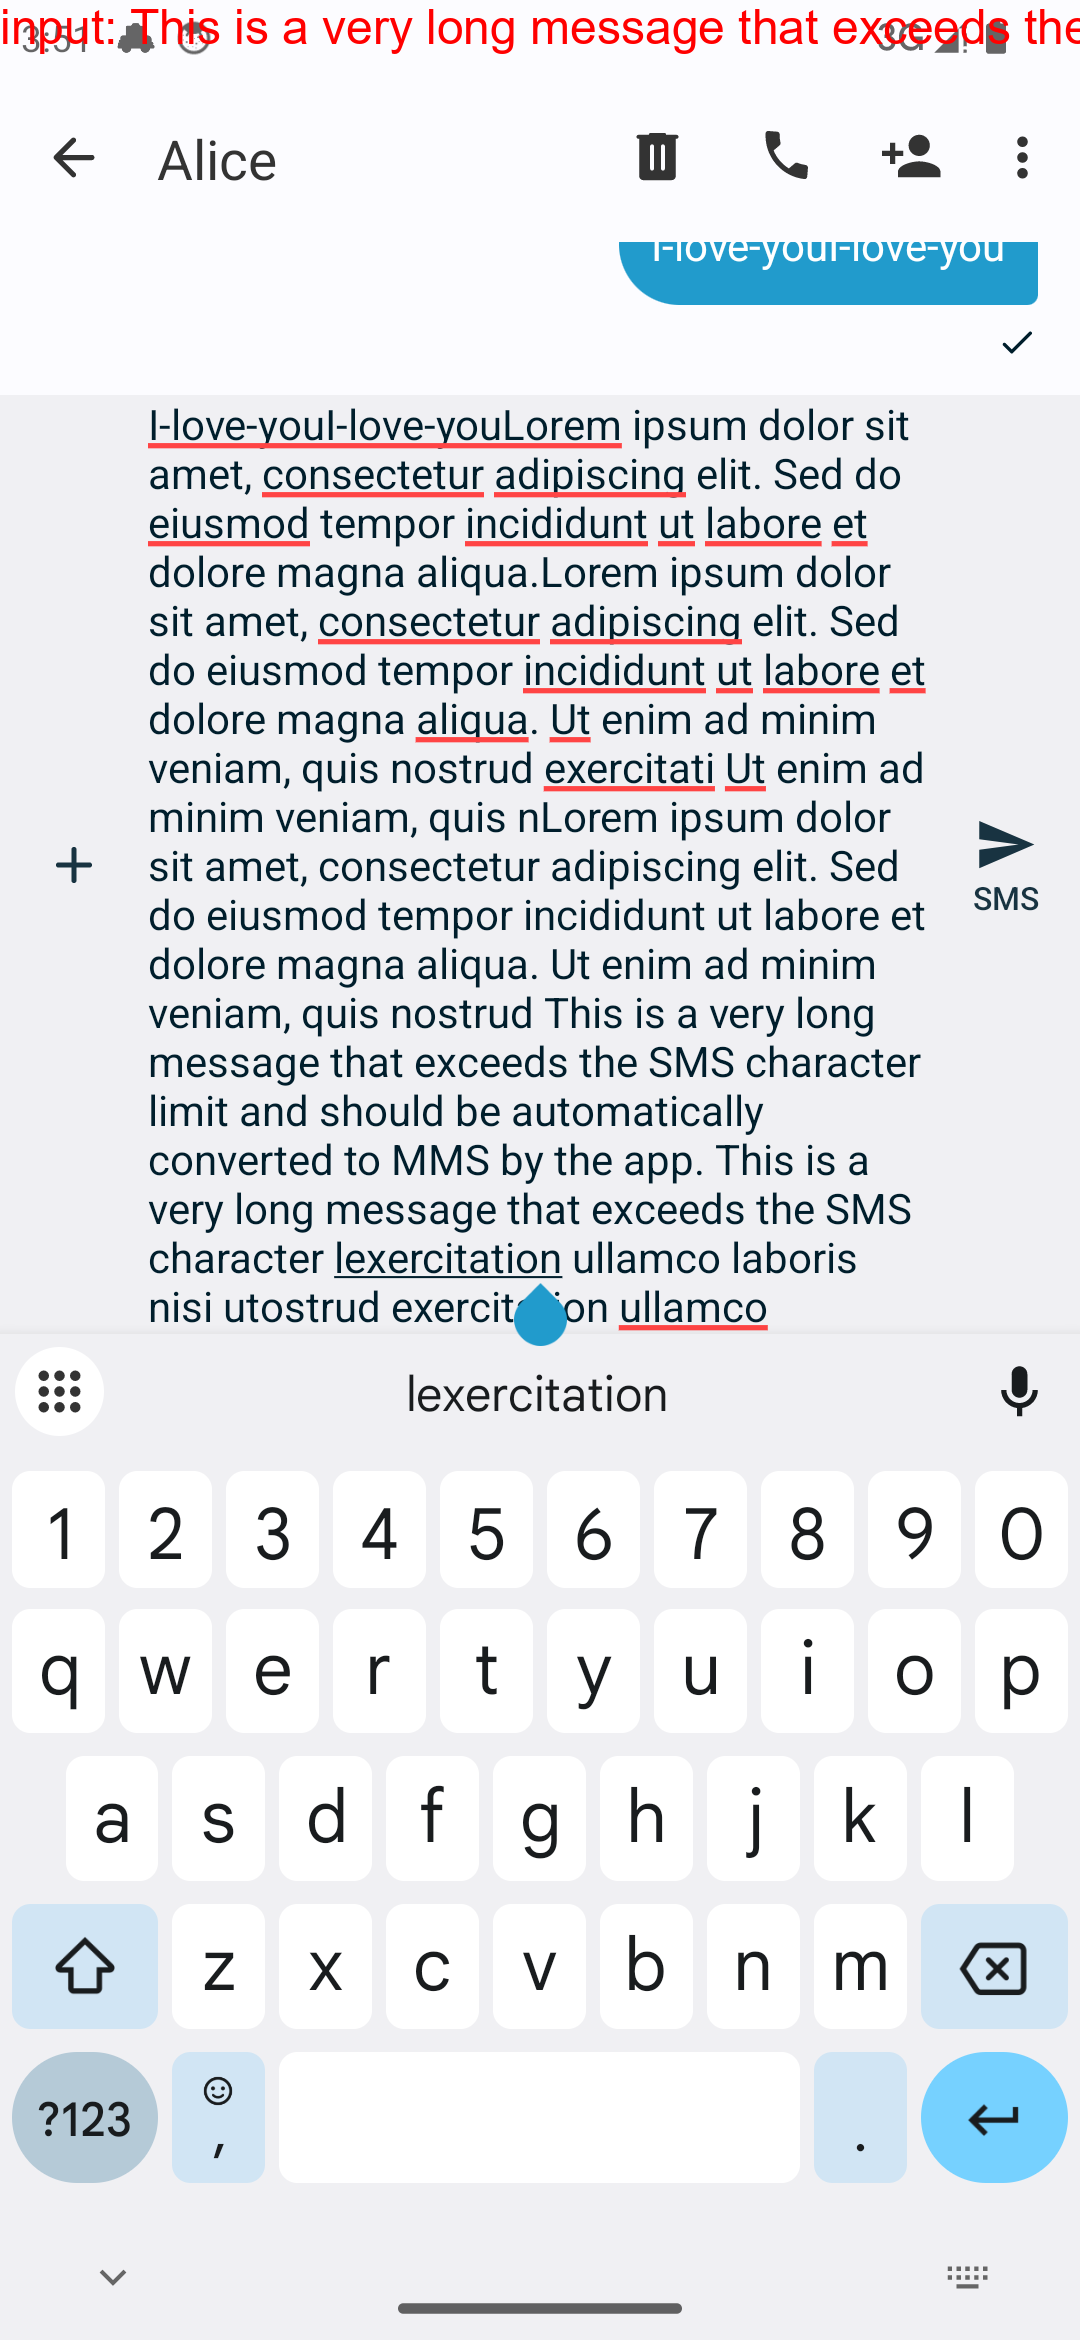 input: This is a very long message that exceeds the
3:51
3G
Alice
I-love-youI-love-you
I-love-youI-love-youLorem ipsum dolor sit
amet, consectetur adipiscing elit. Sed do
eiusmod tempor incididunt ut labore et
dolore magna aliqua.Lorem ipsum dolor
sit amet, consectetur adipiscing elit. Sed
do eiusmod tempor incididunt ut labore et
dolore magna aliqua. Ut enim ad minim
veniam, quis nostrud exercitati Ut enim ad
minim veniam, quis nLorem ipsum dolor
sit amet, consectetur adipiscing elit. Sed
do eiusmod tempor incididunt ut labore et
dolore magna aliqua. Ut enim ad minim
veniam, quis nostrud This is a very long
message that exceeds the SMS character
limit and should be automatically
converted to MMS by the app. This is a
very long message that exceeds the SMS
character lexercitation ullamco laboris
nisi utostrud exercitation ullamco
SMS
lexercitation
1 2 3 4 5 6 7 8 9 0
q w e r t y u i o p
a s d f g h j k l
z x c v b n m
?123 , .